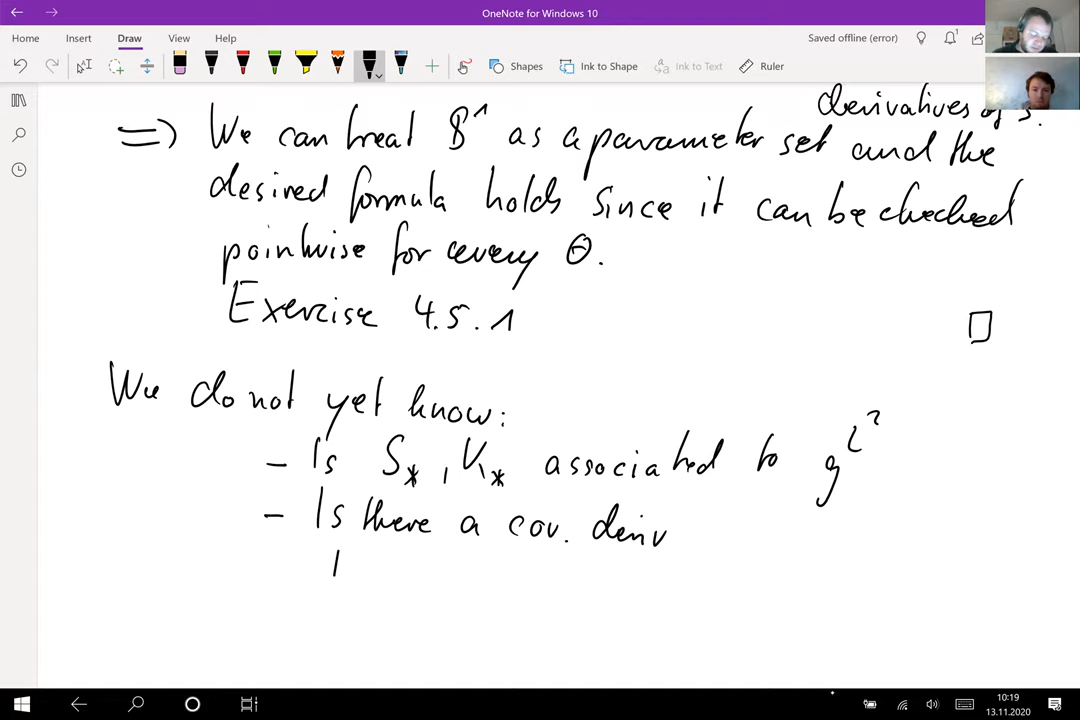 OneNote for Windows 10
Home Insert Draw View Help
Saved offline (error)
Shapes Ink to Shape Ink to Text Ruler
derivatives of S.
=> We can treat S^1 as a parameter set and the
desired formula holds since it can be checked
pointwise for every θ.
Exercise 4.5.1 □
We do not yet know:
- Is S_*, V_* associated to g^{L^2}
- Is there a cov. deriv
10:19
13.11.2020